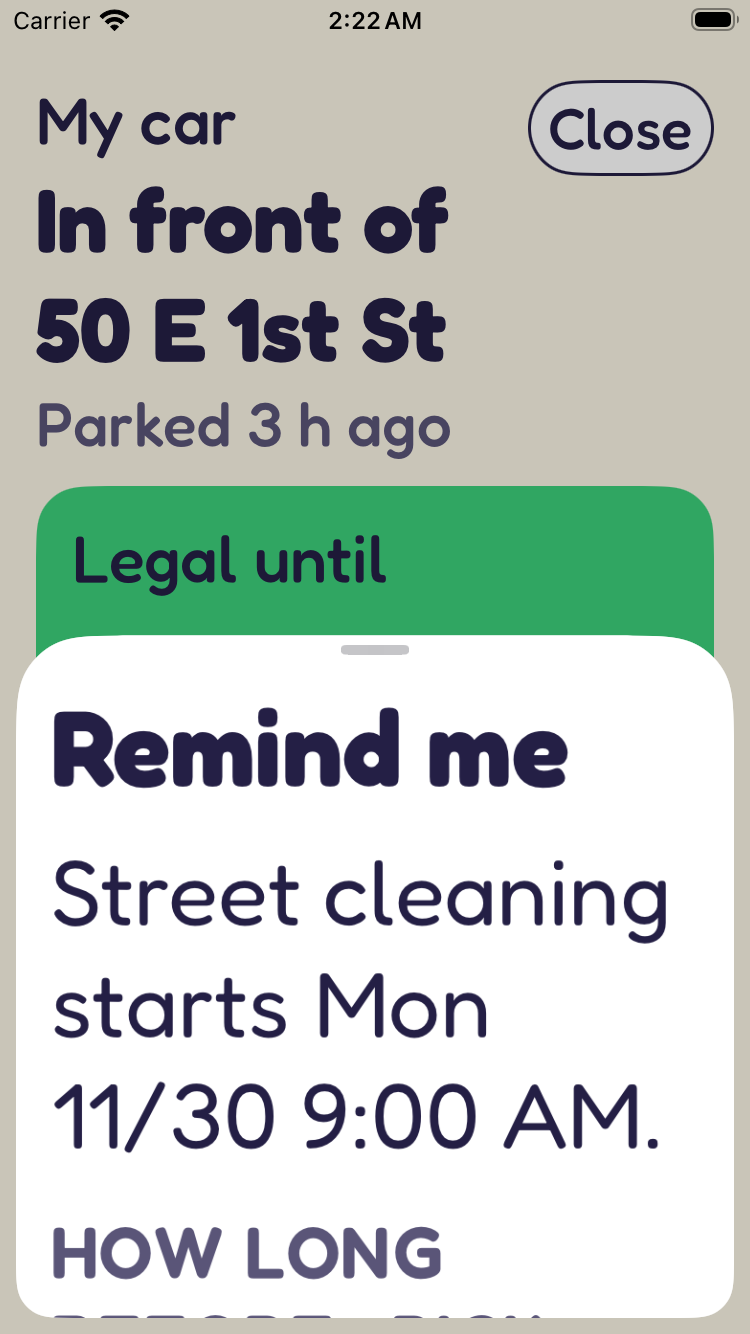 Carrier 2:22 AM
My car
Close
In front of
50 E 1st St
Parked 3 h ago
Legal until
Remind me
Street cleaning
starts Mon
11/30 9:00 AM.
HOW LONG